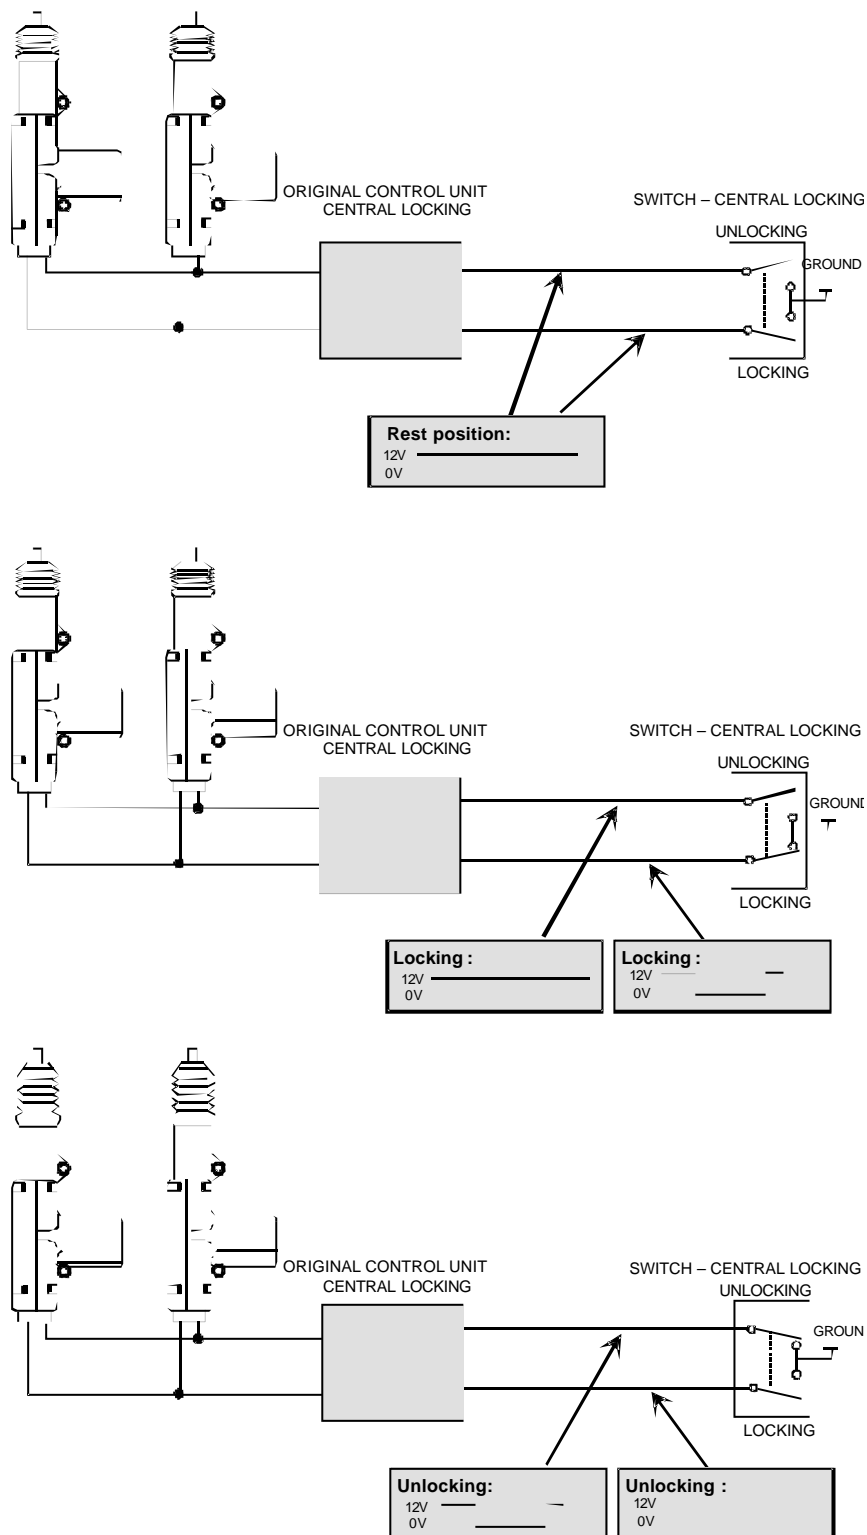 ORIGINAL CONTROL UNIT
CENTRAL LOCKING
SWITCH – CENTRAL LOCKING
UNLOCKING
GROUND
LOCKING
Rest position:
12V
0V
ORIGINAL CONTROL UNIT
CENTRAL LOCKING
SWITCH – CENTRAL LOCKING
UNLOCKING
GROUND
LOCKING
Locking :
12V
0V
Locking :
12V
0V
ORIGINAL CONTROL UNIT
CENTRAL LOCKING
SWITCH – CENTRAL LOCKING
UNLOCKING
GROUN
LOCKING
Unlocking:
12V
0V
Unlocking :
12V
0V